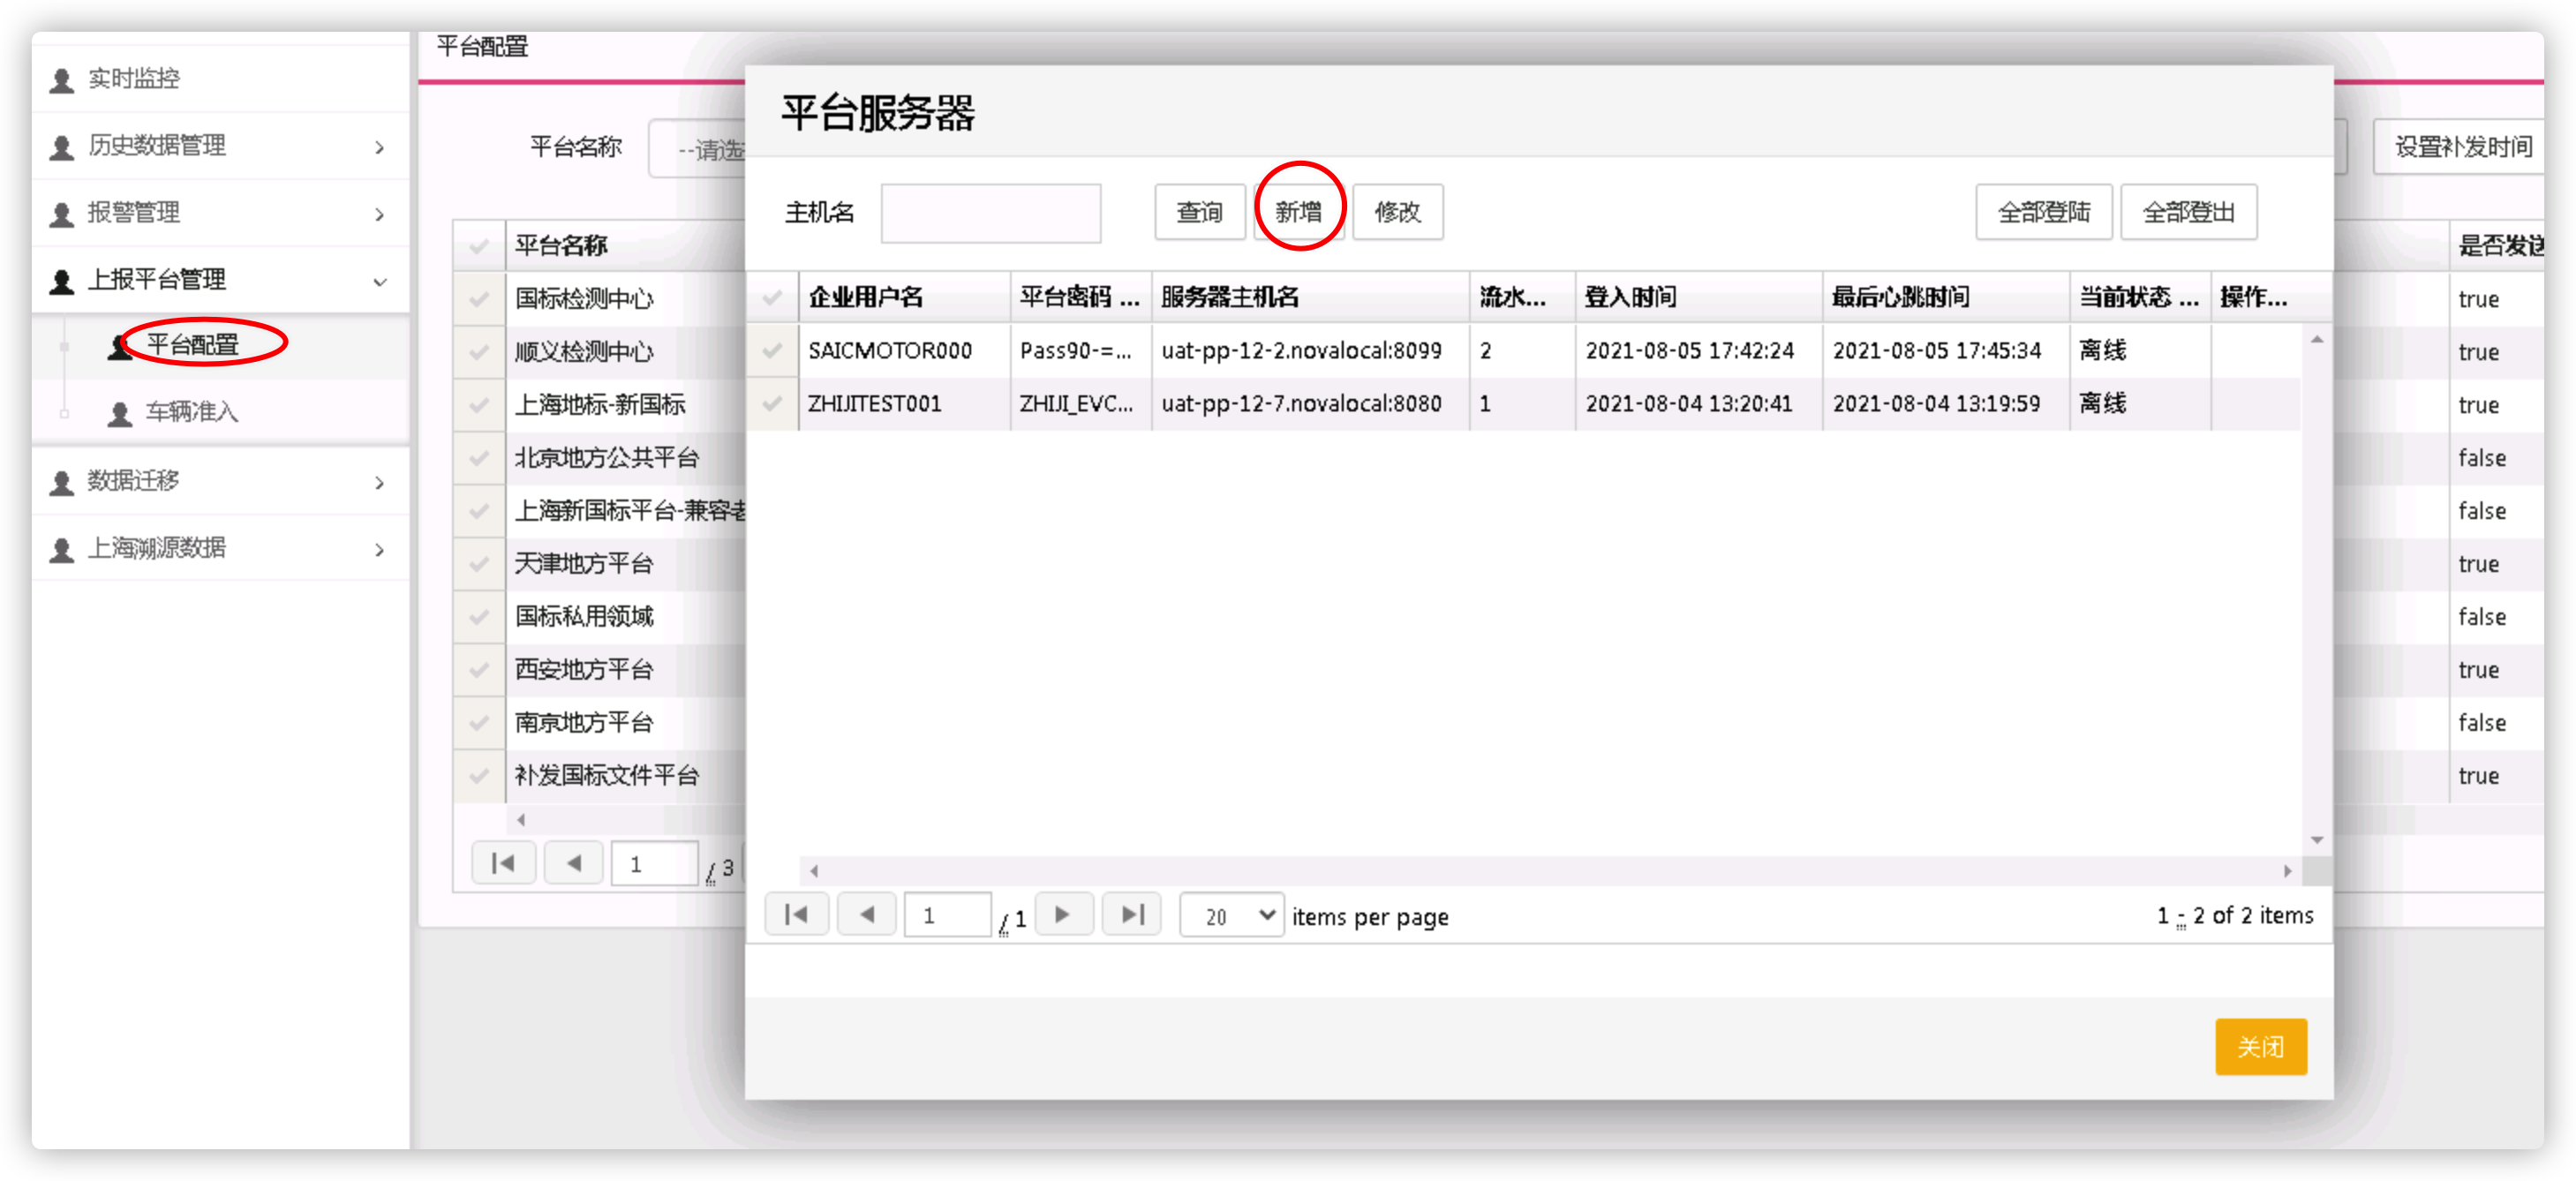 平台配置
实时监控
历史数据管理
报警管理
上报平台管理
平台配置
车辆准入
数据迁移
上海溯源数据
平台名称 --请选
设置补发时间
平台名称
国标检测中心
顺义检测中心
上海地标-新国标
北京地方公共平台
上海新国标平台-兼容
天津地方平台
国标私用领域
西安地方平台
南京地方平台
补发国标文件平台
1 / 3
平台服务器
主机名 查询 新增 修改 全部登陆 全部登出
企业用户名 平台密码 ... 服务器主机名 流水... 登入时间 最后心跳时间 当前状态 ... 操作...
SAICMOTOR000 Pass90-=... uat-pp-12-2.novalocal:8099 2 2021-08-05 17:42:24 2021-08-05 17:45:34 离线
ZHIJITEST001 ZHIJI_EVC... uat-pp-12-7.novalocal:8080 1 2021-08-04 13:20:41 2021-08-04 13:19:59 离线
1 / 1 20 items per page 1 - 2 of 2 items
关闭
是否发送
true
true
true
false
false
true
false
true
false
true